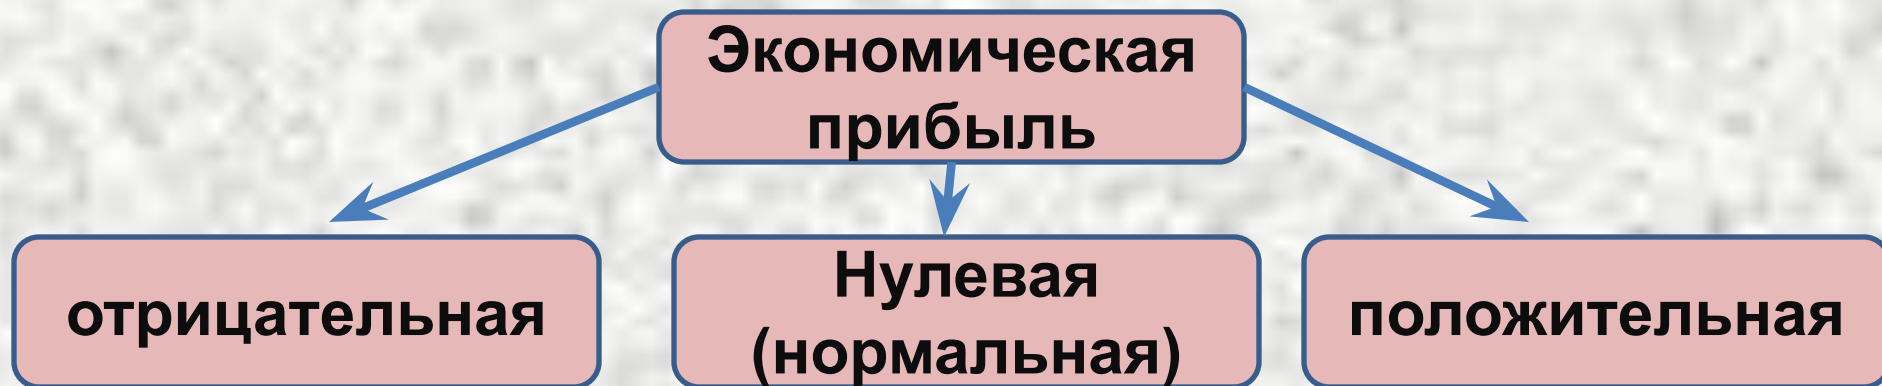 Экономическая
прибыль
отрицательная
Нулевая
(нормальная)
положительная